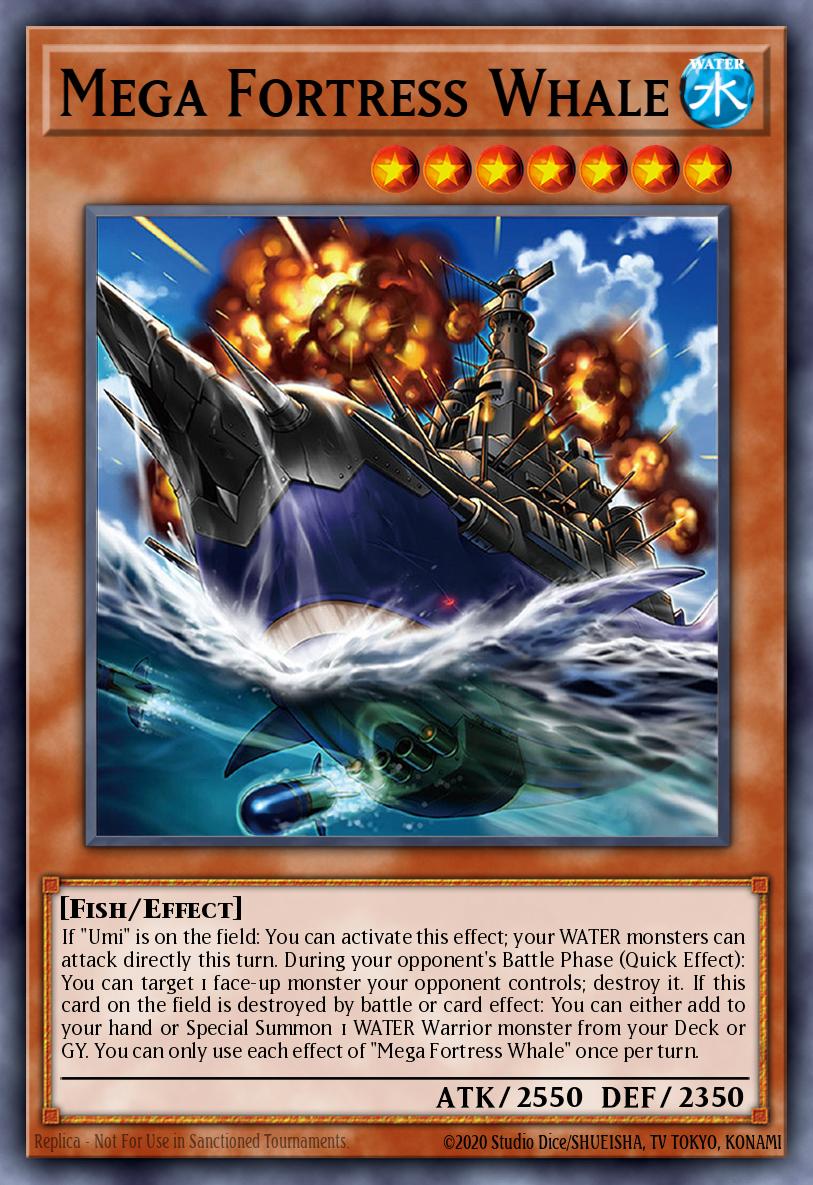 MEGA FORTRESS WHALE
WATER
水
[FISH/EFFECT]
If "Umi" is on the field: You can activate this effect; your WATER monsters can
attack directly this turn. During your opponent's Battle Phase (Quick Effect):
You can target 1 face-up monster your opponent controls; destroy it. If this
card on the field is destroyed by battle or card effect: You can either add to
your hand or Special Summon 1 WATER Warrior monster from your Deck or
GY. You can only use each effect of "Mega Fortress Whale" once per turn.
ATK/2550 DEF/2350
Replica - Not For Use in Sanctioned Tournaments.
©2020 Studio Dice/SHUEISHA, TV TOKYO, KONAMI